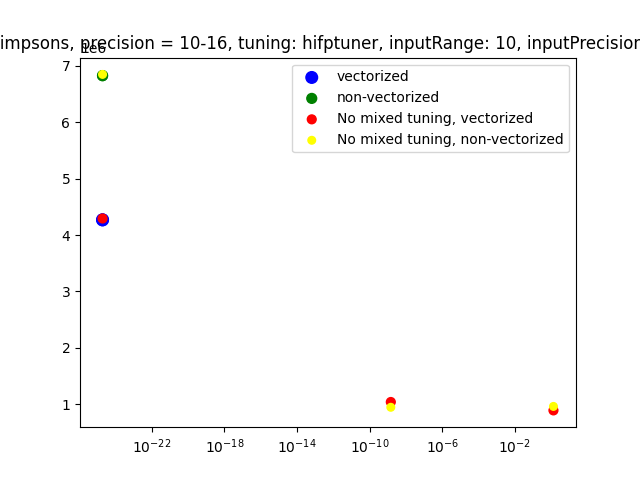 impsons, precision = 10-16, tuning: hifptuner, inputRange: 10, inputPrecision
1e6
7
6
5
4
3
2
1
vectorized
non-vectorized
No mixed tuning, vectorized
No mixed tuning, non-vectorized
10⁻²² 10⁻¹⁸ 10⁻¹⁴ 10⁻¹⁰ 10⁻⁶ 10⁻²